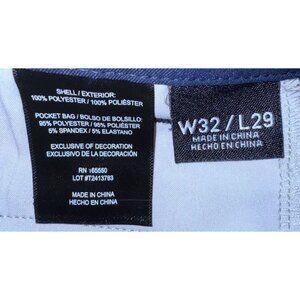 SHELL / EXTERIOR:
100% POLYESTER / 100% POLIÉSTER
POCKET BAG / BOLSO DE BOLSILLO:
95% POLYESTER / 95% POLIÉSTER
5% SPANDEX / 5% ELASTANO
EXCLUSIVE OF DECORATION
EXCLUSIVO DE LA DECORACIÓN
RN 165550
LOT #T2413783
MADE IN CHINA
HECHO EN CHINA
W32 / L29
MADE IN CHINA
HECHO EN CHINA